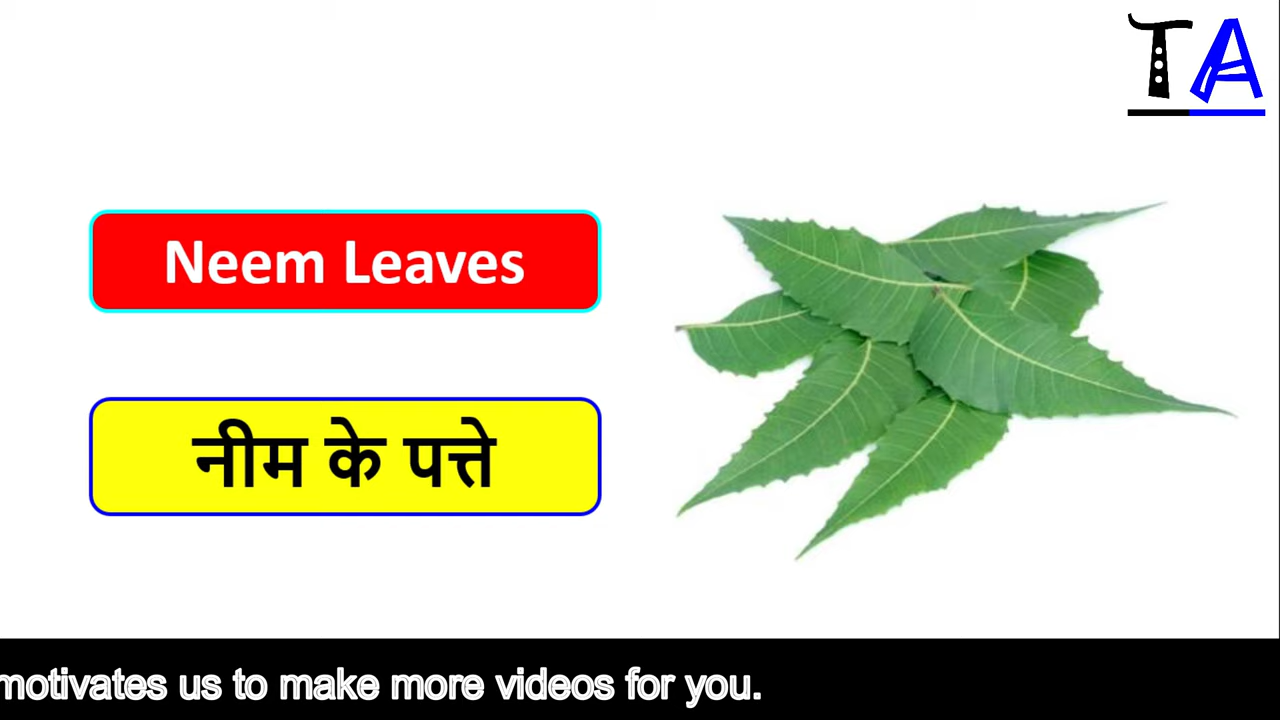 TA
Neem Leaves
नीम के पत्ते
motivates us to make more videos for you.